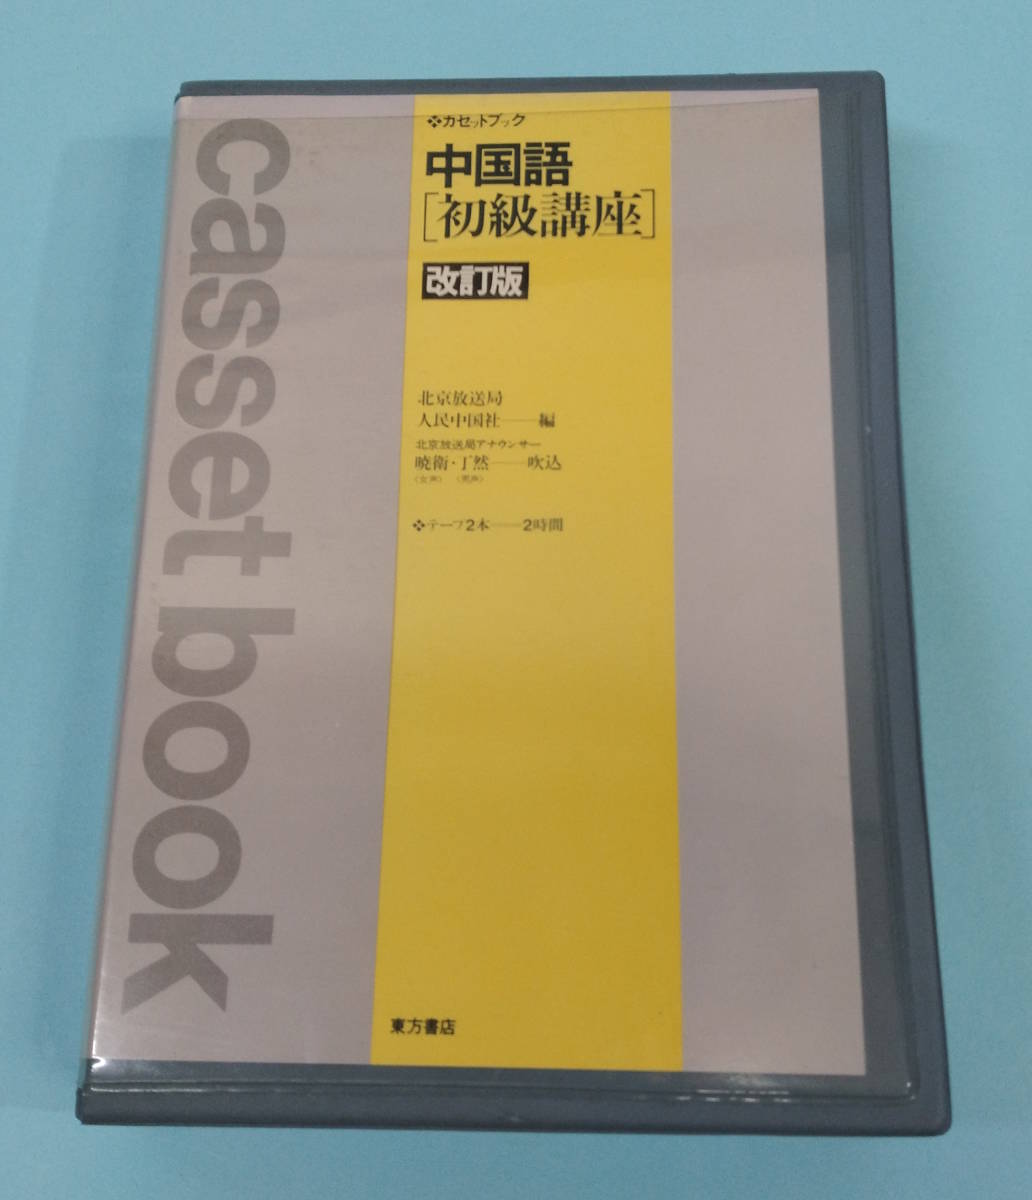 casset book
❖カセットブック
中国語
[初級講座]
改訂版
北京放送局
人民中国社——編
北京放送局アナウンサー
暁衛・丁然——吹込
〈女声〉 〈男声〉
❖テープ2本——2時間
東方書店